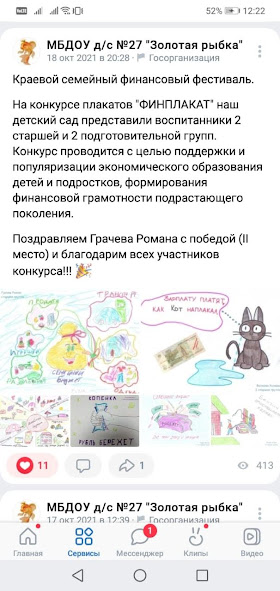 52% 12:22
МБДОУ д/с №27 "Золотая рыбка"
18 окт 2021 в 20:28 · Госорганизация
Краевой семейный финансовый фестиваль.
На конкурсе плакатов "ФИНПЛАКАТ" наш
детский сад представили воспитанники 2
старшей и 2 подготовительной групп.
Конкурс проводится с целью поддержки и
популяризации экономического образования
детей и подростков, формирования
финансовой грамотности подрастающего
поколения.
Поздравляем Грачева Романа с победой (II
место) и благодарим всех участников
конкурса!!!
ЗАРПЛАТУ ПЛАТЯТ
КАК КОТ НАПЛАКАЛ
КОПЕЙКА
РУБЛЬ БЕРЕЖЕТ
11
1
413
МБДОУ д/с №27 "Золотая рыбка"
17 окт 2021 в 12:39 · Госорганизация
1
Главная
Сервисы
Мессенджер
Клипы
Видео